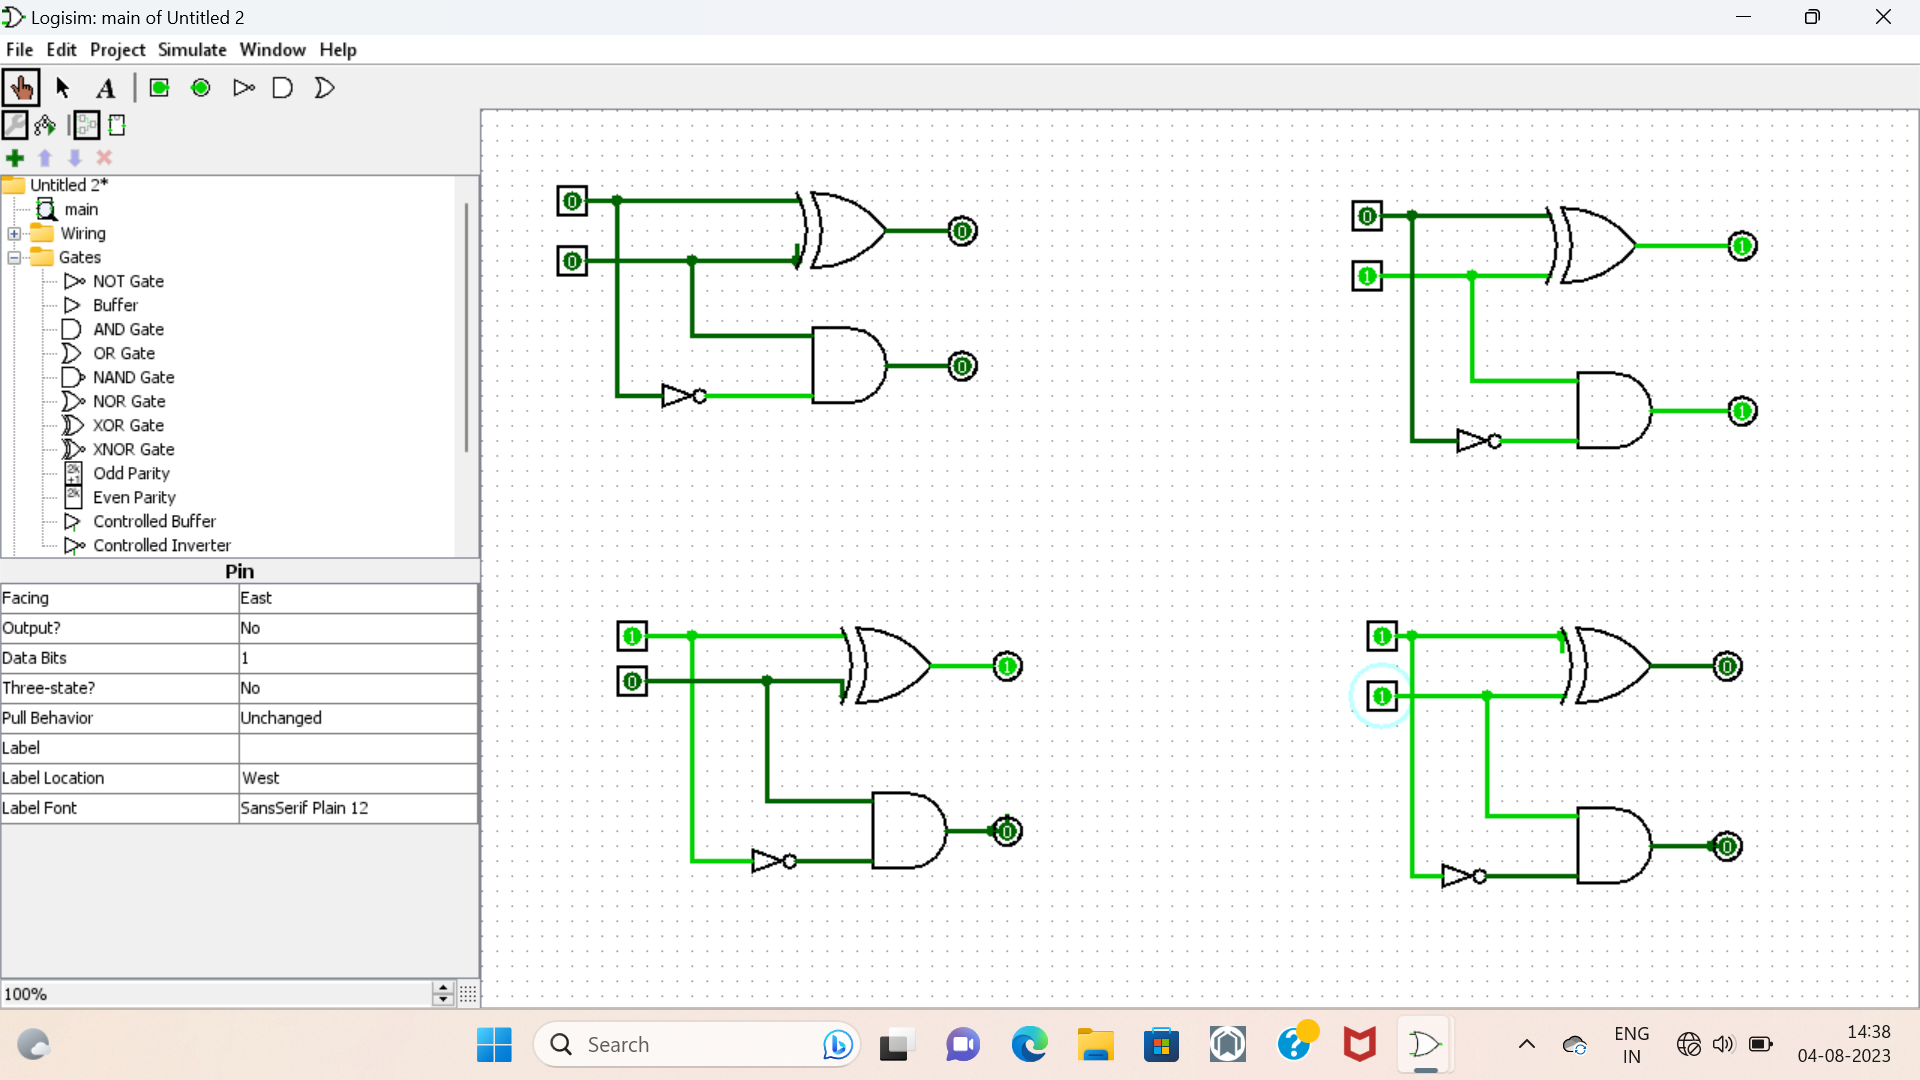 Logisim: main of Untitled 2
File Edit Project Simulate Window Help
A
Untitled 2*
main
Wiring
Gates
NOT Gate
Buffer
AND Gate
OR Gate
NAND Gate
NOR Gate
XOR Gate
XNOR Gate
2k+1 Odd Parity
2k Even Parity
Controlled Buffer
Controlled Inverter
Pin
Facing East
Output? No
Data Bits 1
Three-state? No
Pull Behavior Unchanged
Label
Label Location West
Label Font SansSerif Plain 12
100%
0
0
0
0
0
1
1
1
1
0
1
0
1
1
0
0
Search
ENG
IN
14:38
04-08-2023